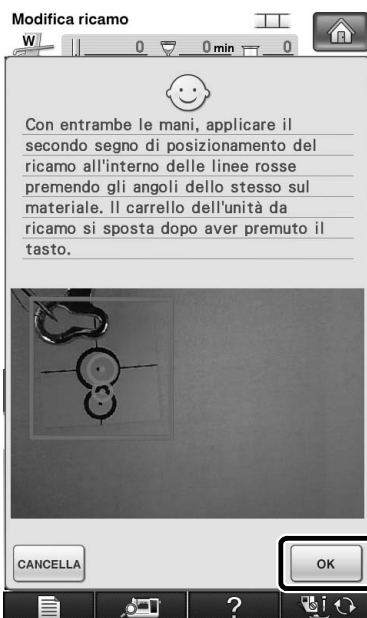 Modifica ricamo
W
0 0 min 0
Con entrambe le mani, applicare il
secondo segno di posizionamento del
ricamo all'interno delle linee rosse
premendo gli angoli dello stesso sul
materiale. Il carrello dell'unità da
ricamo si sposta dopo aver premuto il
tasto.
CANCELLA OK
?